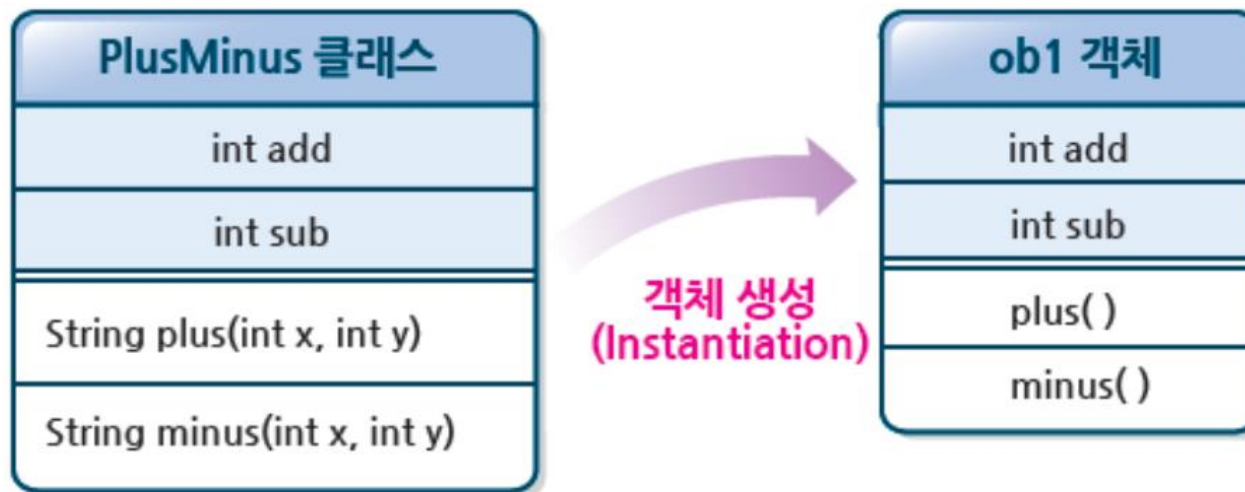 PlusMinus 클래스
int add
int sub
String plus(int x, int y)
String minus(int x, int y)
객체 생성
(Instantiation)
ob1 객체
int add
int sub
plus( )
minus( )